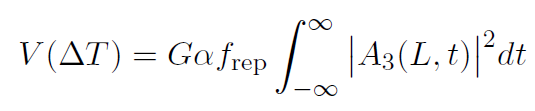 V(ΔT) = Gαf_rep ∫_{-∞}^{∞} |A_3(L, t)|^2 dt